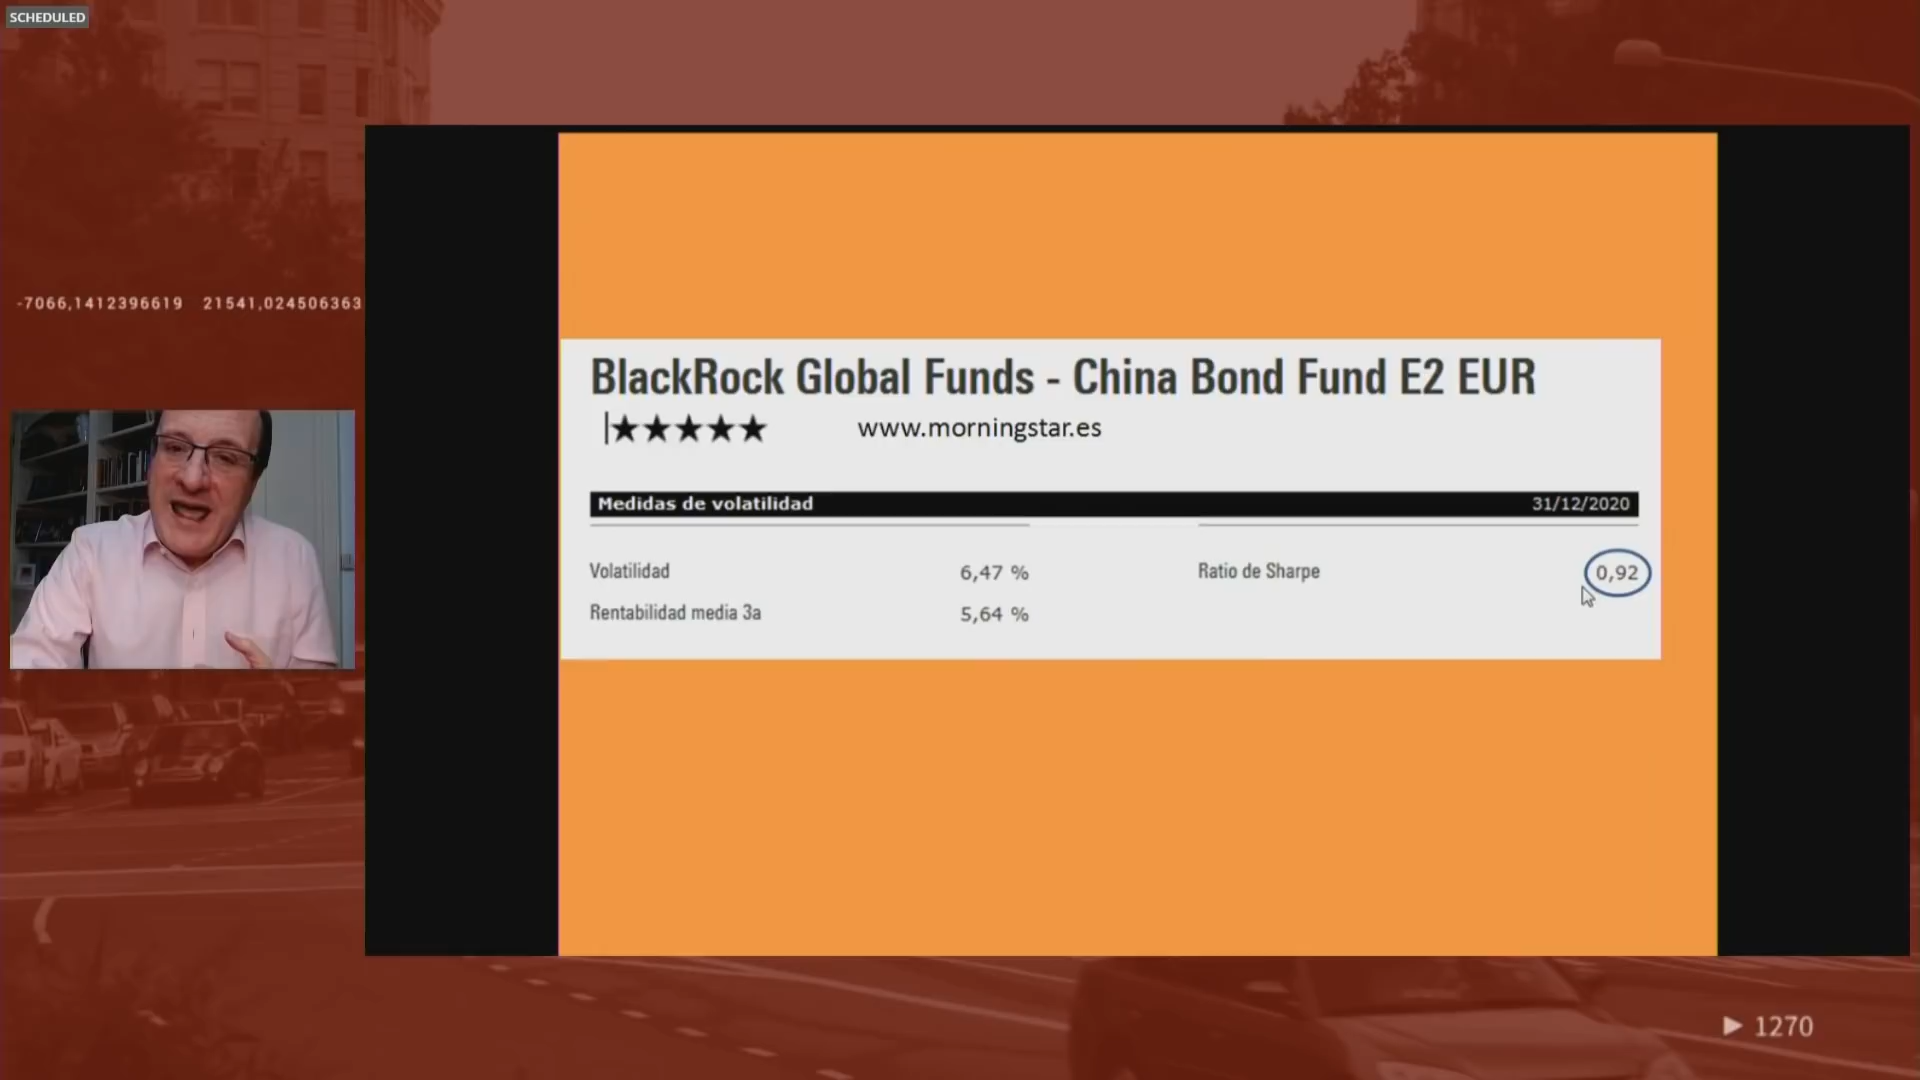 SCHEDULED
-7066,1412396619 21541,024506363
BlackRock Global Funds - China Bond Fund E2 EUR
|★★★★★ www.morningstar.es
Medidas de volatilidad 31/12/2020
Volatilidad 6,47 % Ratio de Sharpe 0,92
Rentabilidad media 3a 5,64 %
▶ 1270